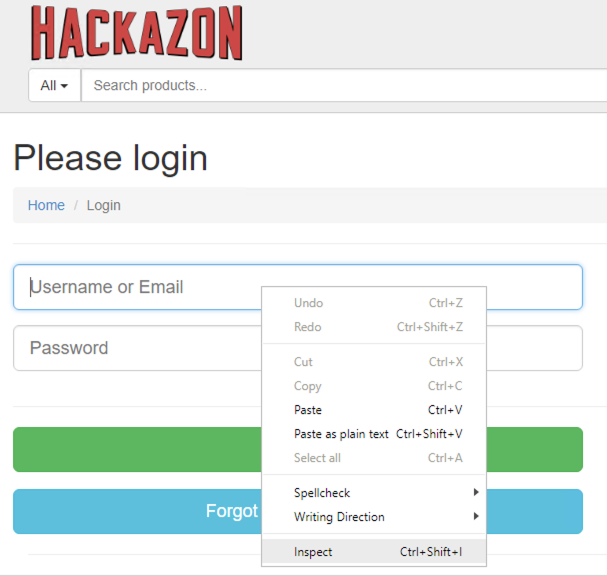 HACKAZON
All
Search products...
Please login
Home / Login
Username or Email
Password
Forgot
Undo Ctrl+Z
Redo Ctrl+Shift+Z
Cut Ctrl+X
Copy Ctrl+C
Paste Ctrl+V
Paste as plain text Ctrl+Shift+V
Select all Ctrl+A
Spellcheck
Writing Direction
Inspect Ctrl+Shift+I